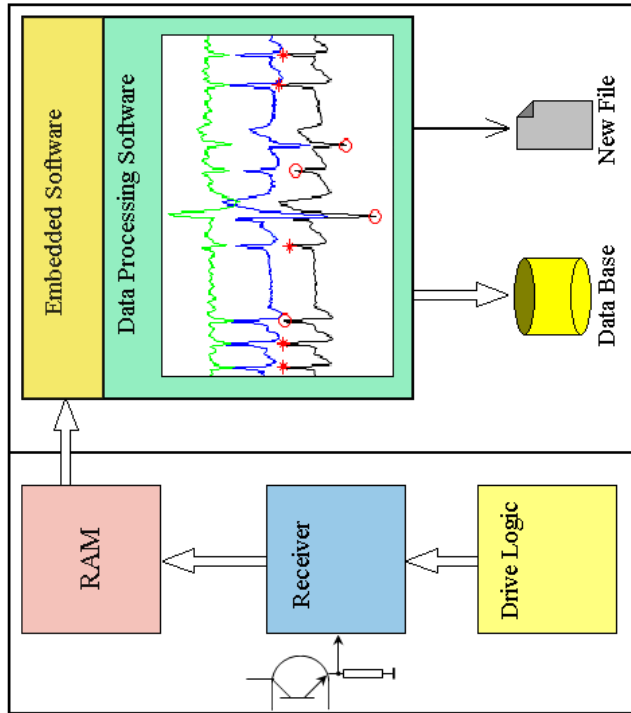 Embedded Software
Data Processing Software
New File
Data Base
RAM
Receiver
Drive Logic